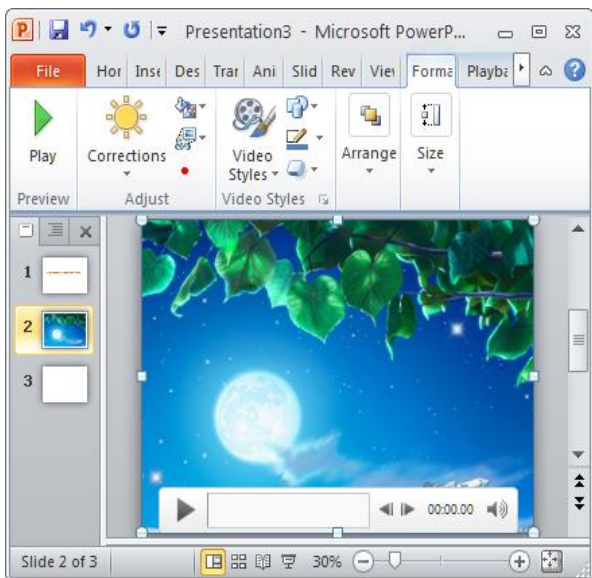 Presentation3 - Microsoft PowerP...
File Hor Inse Des Trar Ani Slid Rev Viev Forma Playba
Play Corrections Video Styles Arrange Size
Preview Adjust Video Styles
1
2
3
00:00.00
Slide 2 of 3 30%